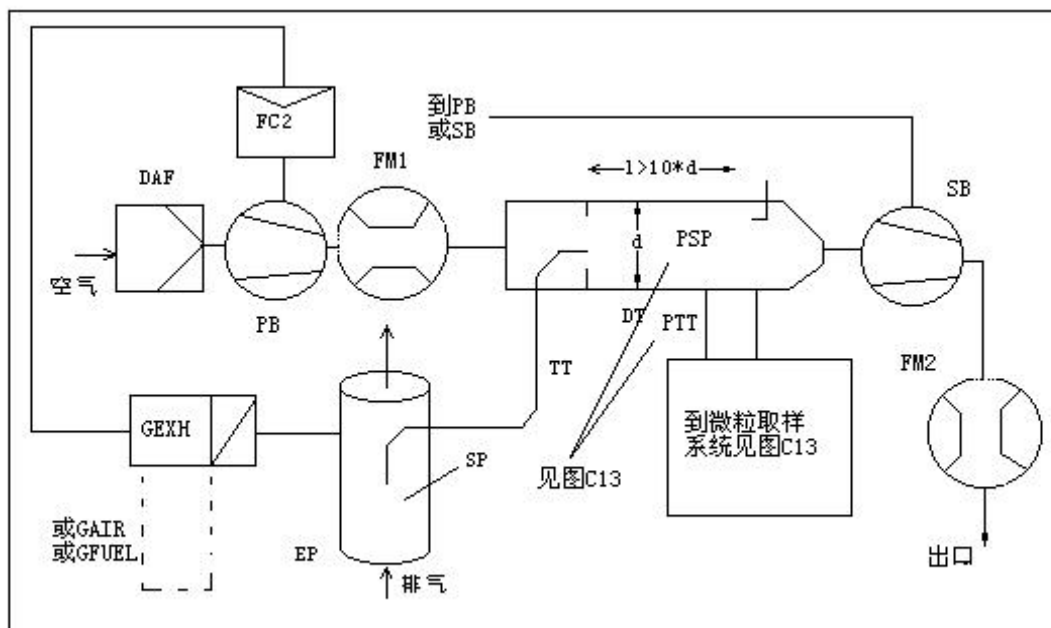 到PB
或SB
FC2
FM1
DAF
l>10*d
SB
d
PSP
空气
PB
DT
PTT
TT
FM2
GEXH
到微粒取样
系统见图C13
SP
见图C13
或GAIR
或GFUEL
EP
排气
出口